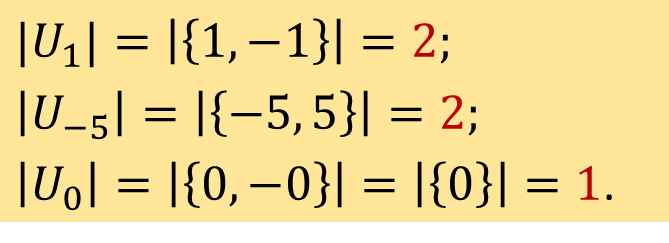 |U₁| = |{1, −1}| = 2;
|U₋₅| = |{−5, 5}| = 2;
|U₀| = |{0, −0}| = |{0}| = 1.